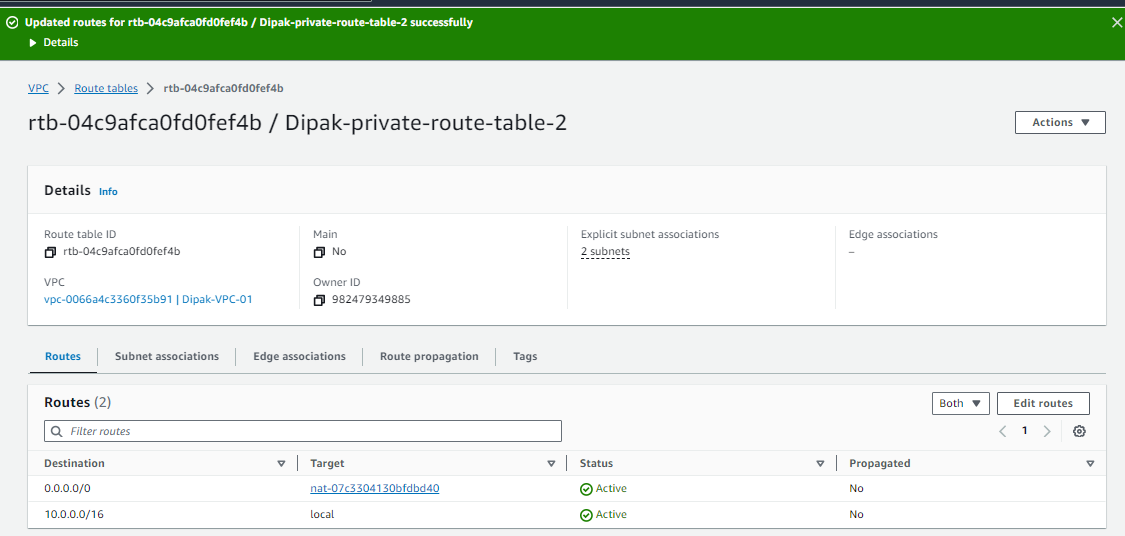 Updated routes for rtb-04c9afca0fd0fef4b / Dipak-private-route-table-2 successfully
Details
VPC > Route tables > rtb-04c9afca0fd0fef4b
rtb-04c9afca0fd0fef4b / Dipak-private-route-table-2
Actions
Details Info
Route table ID
rtb-04c9afca0fd0fef4b
Main
No
Explicit subnet associations
2 subnets
Edge associations
–
VPC
vpc-0066a4c3360f35b91 | Dipak-VPC-01
Owner ID
982479349885
Routes Subnet associations Edge associations Route propagation Tags
Routes (2)
Both Edit routes
Filter routes
1
Destination Target Status Propagated
0.0.0.0/0 nat-07c3304130bfdbd40 Active No
10.0.0.0/16 local Active No